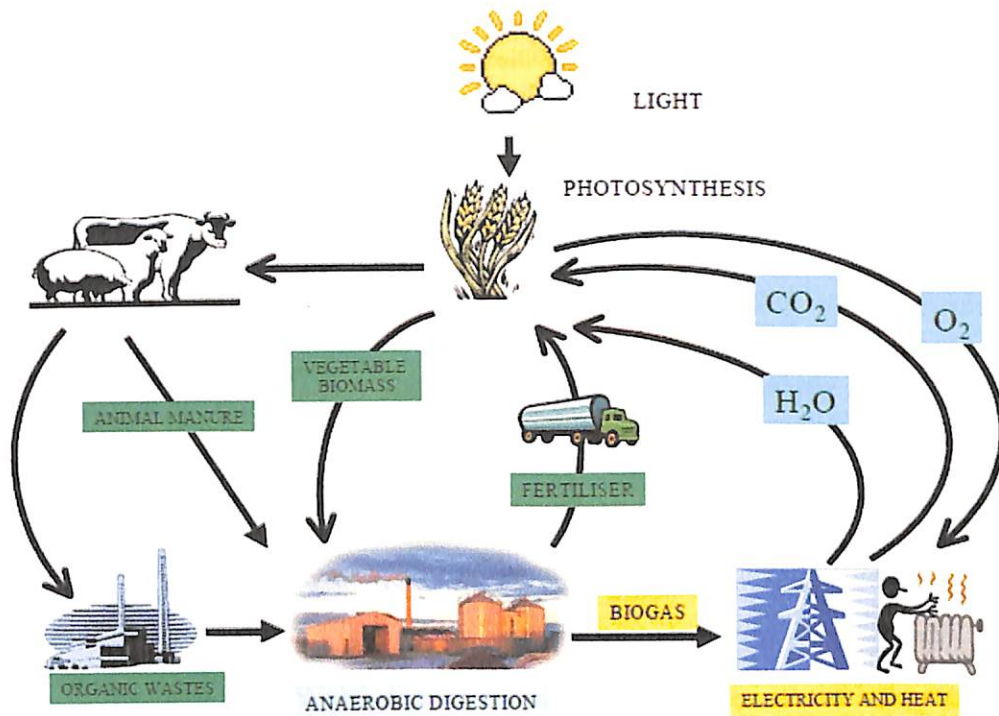 LIGHT
PHOTOSYNTHESIS
CO₂
O₂
VEGETABLE
BIOMASS
ANIMAL MANURE
H₂O
FERTILISER
BIOGAS
ORGANIC WASTES
ANAEROBIC DIGESTION
ELECTRICITY AND HEAT